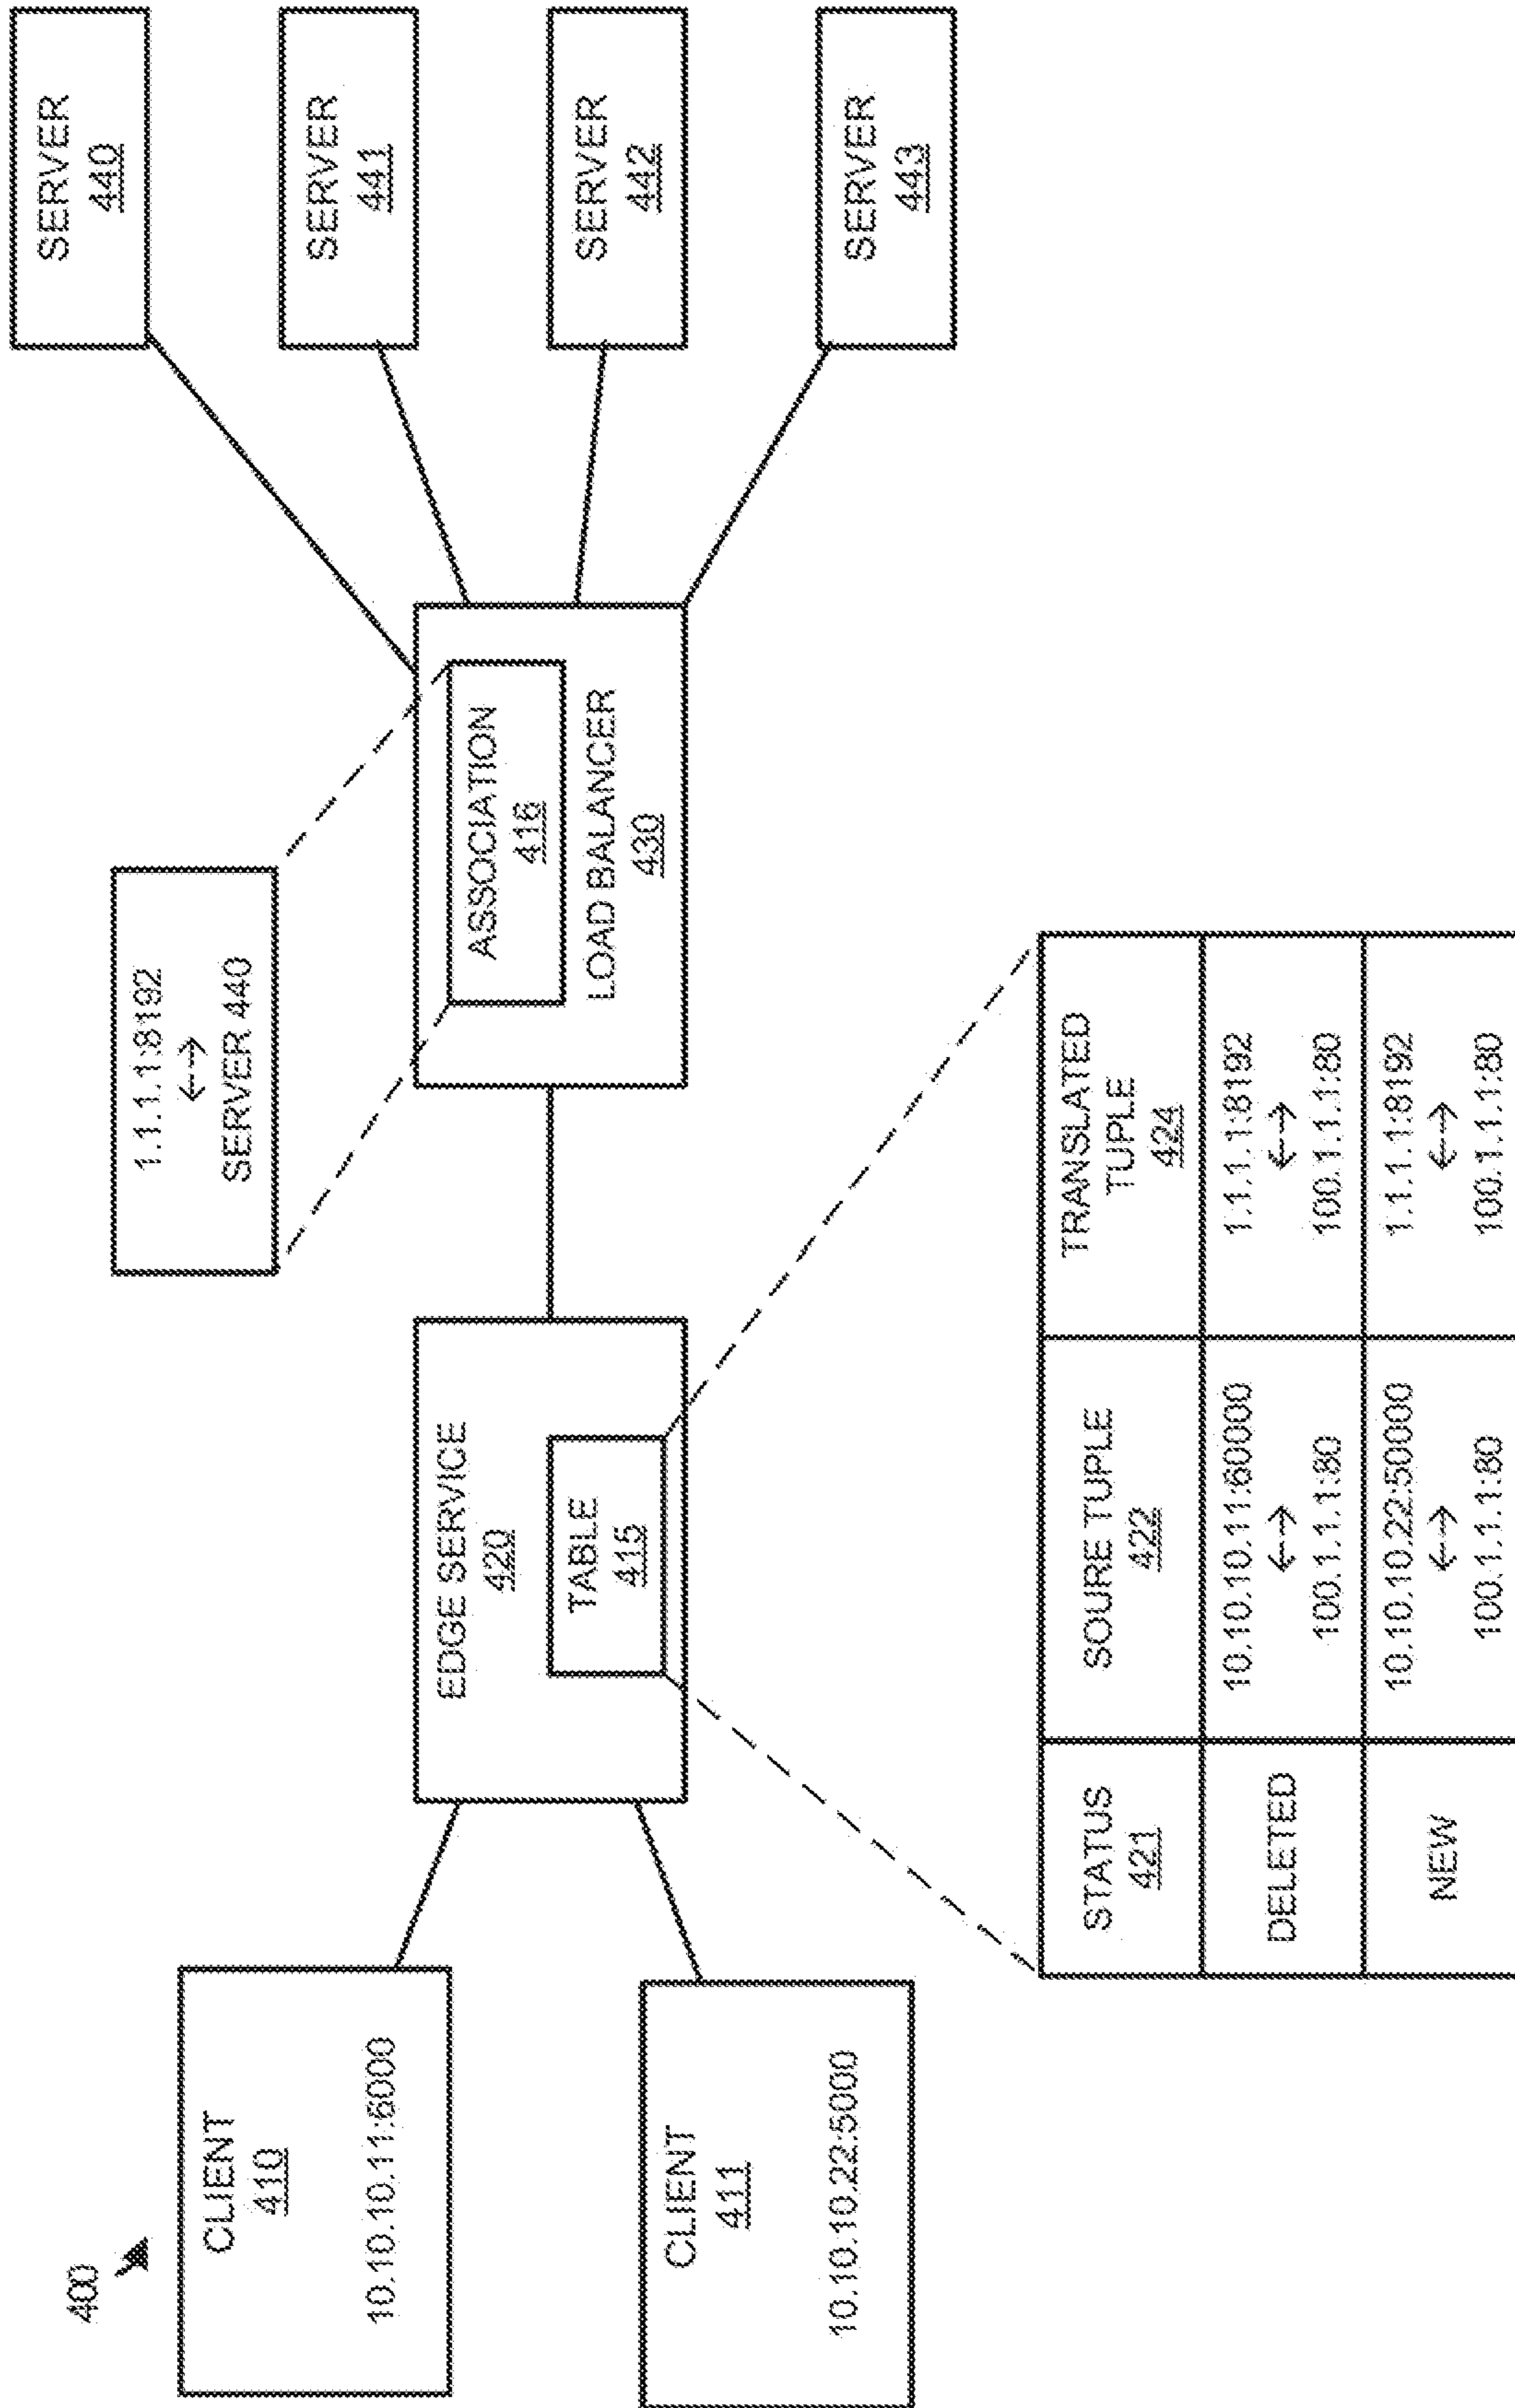 400
CLIENT
410
10.10.10.11:6000
CLIENT
411
10.10.10.22:5000
EDGE SERVICE
420
TABLE
415
1.1.1.1:8192
↔
SERVER 440
ASSOCIATION
416
LOAD BALANCER
430
SERVER
440
SERVER
441
SERVER
442
SERVER
443
STATUS
421
SOURE TUPLE
422
TRANSLATED
TUPLE
424
DELETED
10.10.10.11:60000
↔
100.1.1.1:80
1.1.1.1:8192
↔
100.1.1.1:80
NEW
10.10.10.22:50000
↔
100.1.1.1:80
1.1.1.1:8192
↔
100.1.1.1:80